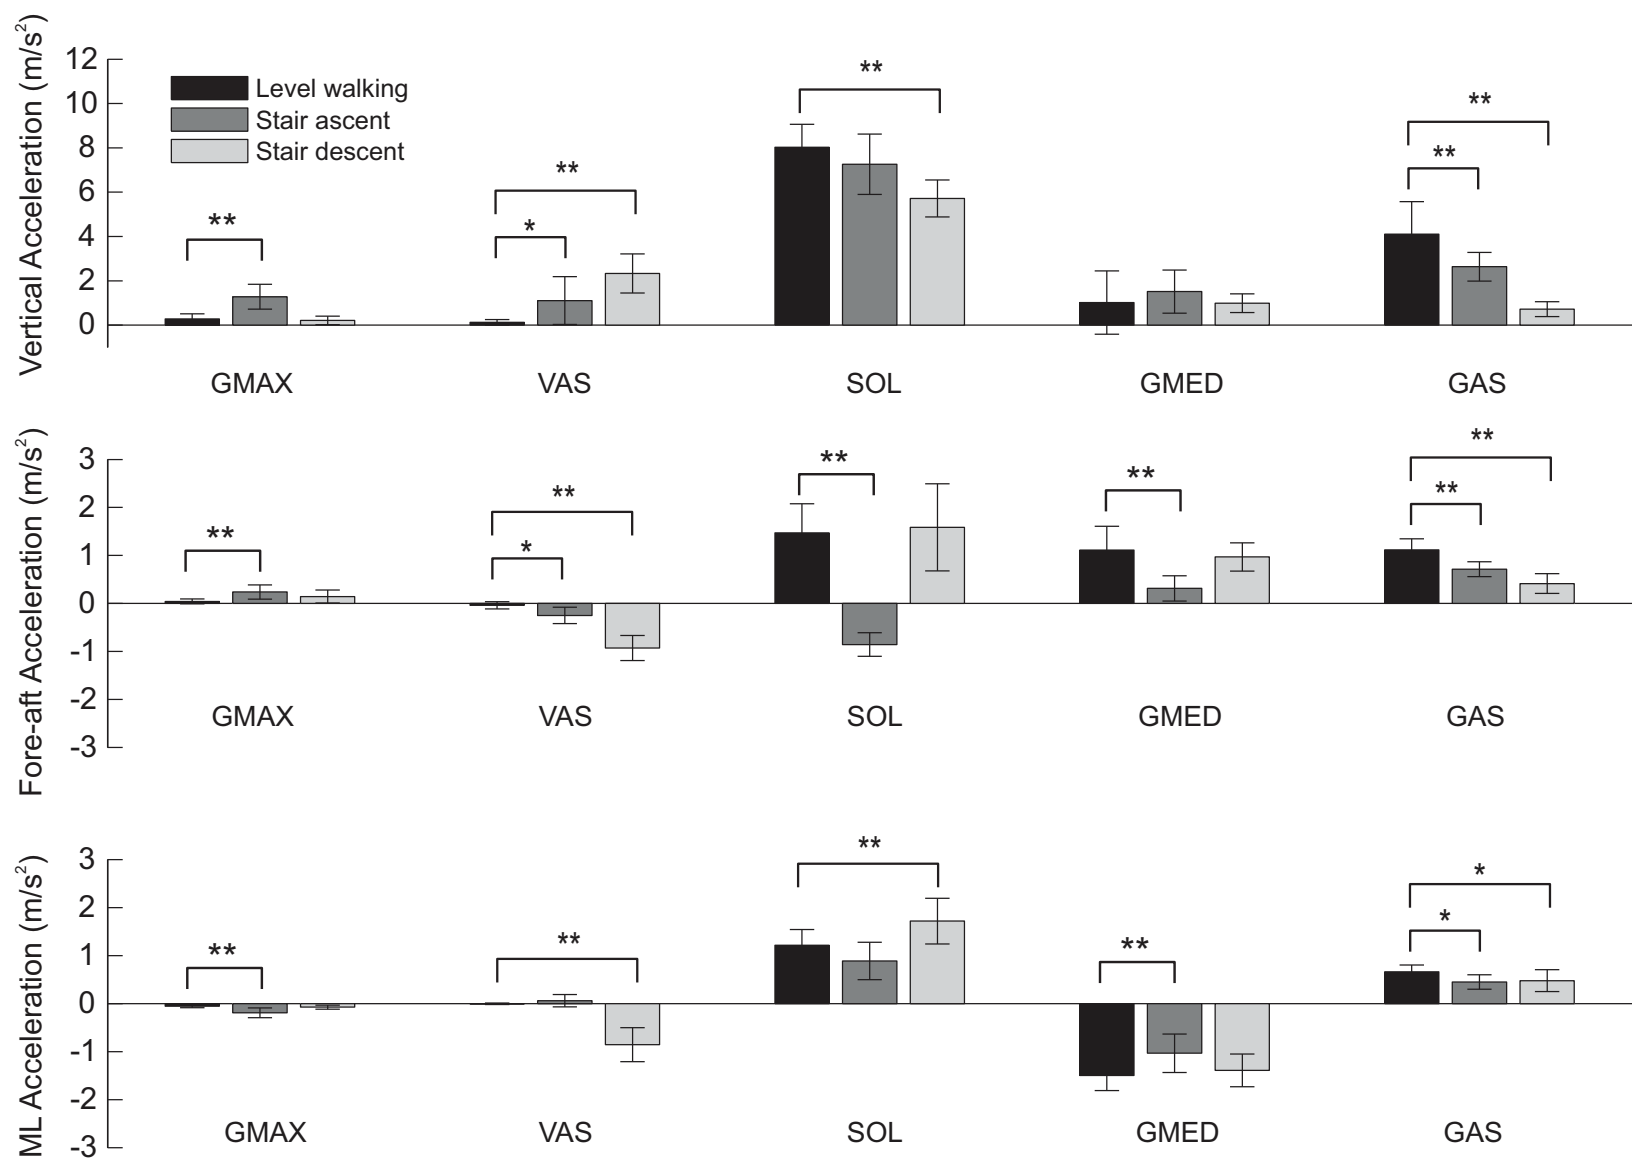 Vertical Acceleration (m/s²)
12
10
8
6
4
2
0
Level walking
Stair ascent
Stair descent
**
**
*
**
**
**
GMAX
VAS
SOL
GMED
GAS
Fore-aft Acceleration (m/s²)
3
2
1
0
-1
-2
-3
**
**
*
**
**
**
**
GMAX
VAS
SOL
GMED
GAS
ML Acceleration (m/s²)
3
2
1
0
-1
-2
-3
**
**
**
**
*
*
GMAX
VAS
SOL
GMED
GAS